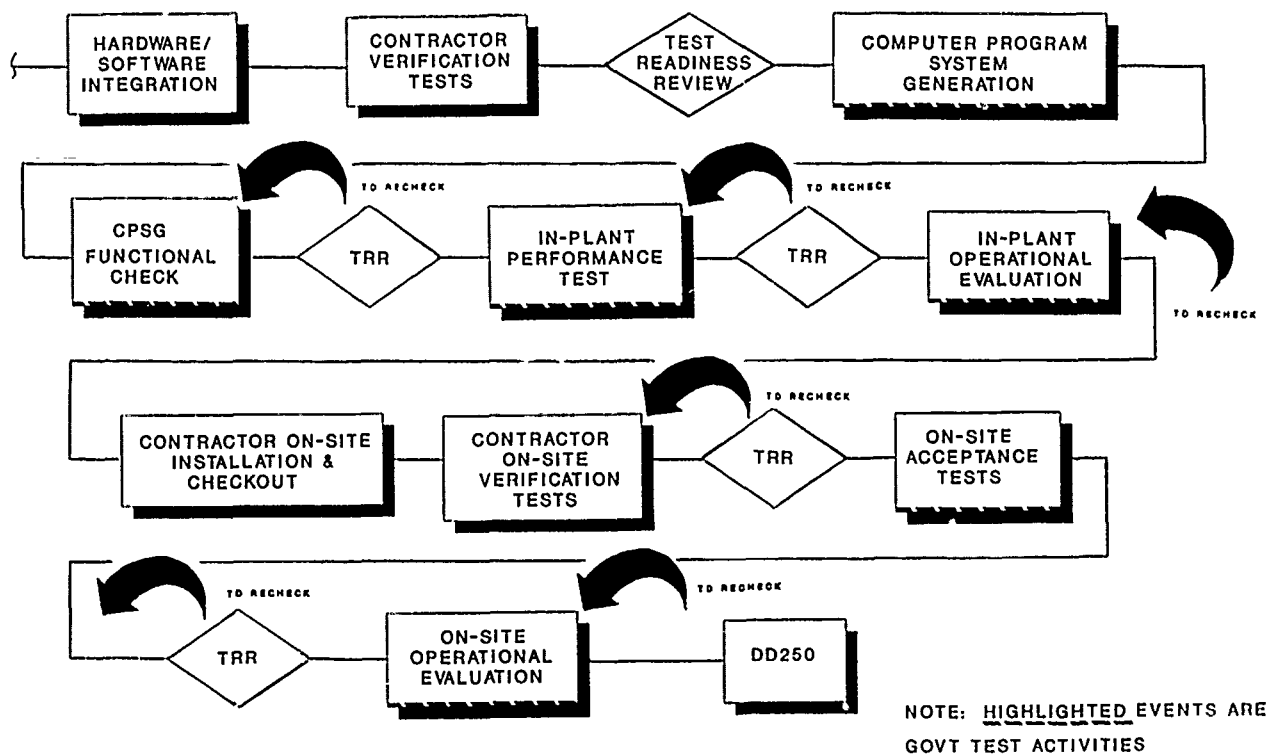 HARDWARE/
SOFTWARE
INTEGRATION
CONTRACTOR
VERIFICATION
TESTS
TEST
READINESS
REVIEW
COMPUTER PROGRAM
SYSTEM
GENERATION
CPSG
FUNCTIONAL
CHECK
TO RECHECK
TRR
IN-PLANT
PERFORMANCE
TEST
TO RECHECK
TRR
IN-PLANT
OPERATIONAL
EVALUATION
TO RECHECK
CONTRACTOR ON-SITE
INSTALLATION &
CHECKOUT
CONTRACTOR
ON-SITE
VERIFICATION
TESTS
TO RECHECK
TRR
ON-SITE
ACCEPTANCE
TESTS
TO RECHECK
TRR
ON-SITE
OPERATIONAL
EVALUATION
TO RECHECK
DD250
NOTE: HIGHLIGHTED EVENTS ARE
GOVT TEST ACTIVITIES